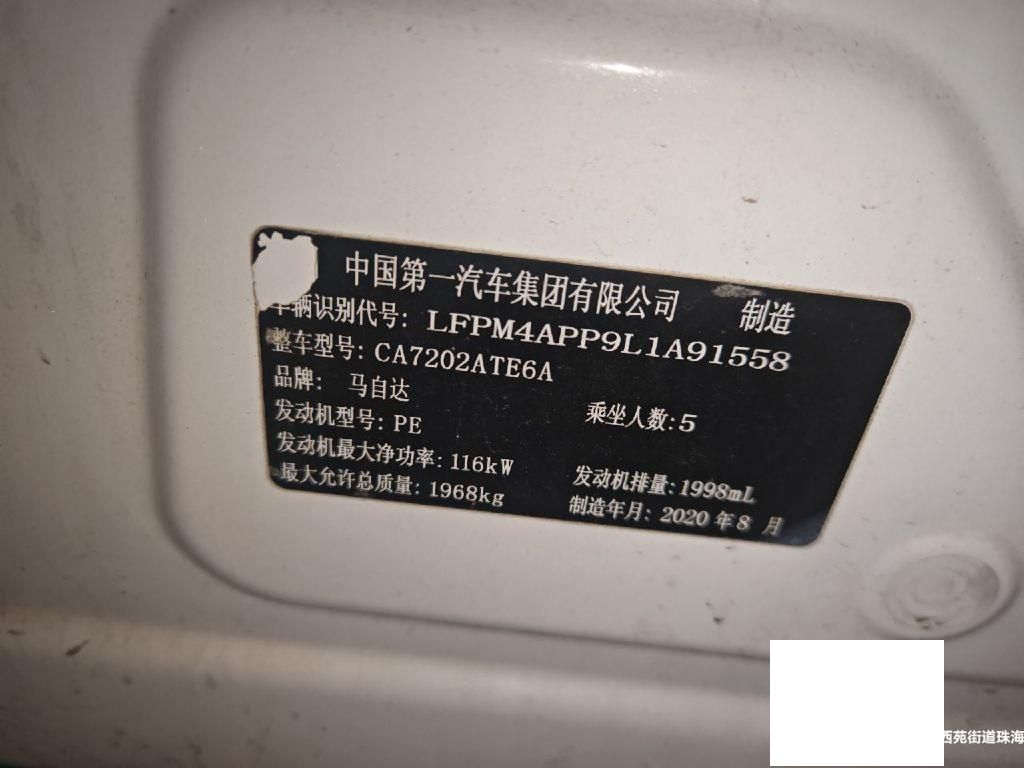 中国第一汽车集团有限公司 制造
车辆识别代号: LFPM4APP9L1A91558
整车型号: CA7202ATE6A
品牌: 马自达 乘坐人数:5
发动机型号: PE
发动机最大净功率: 116kW 发动机排量: 1998mL
最大允许总质量: 1968kg 制造年月: 2020 年 8 月
西苑街道珠海